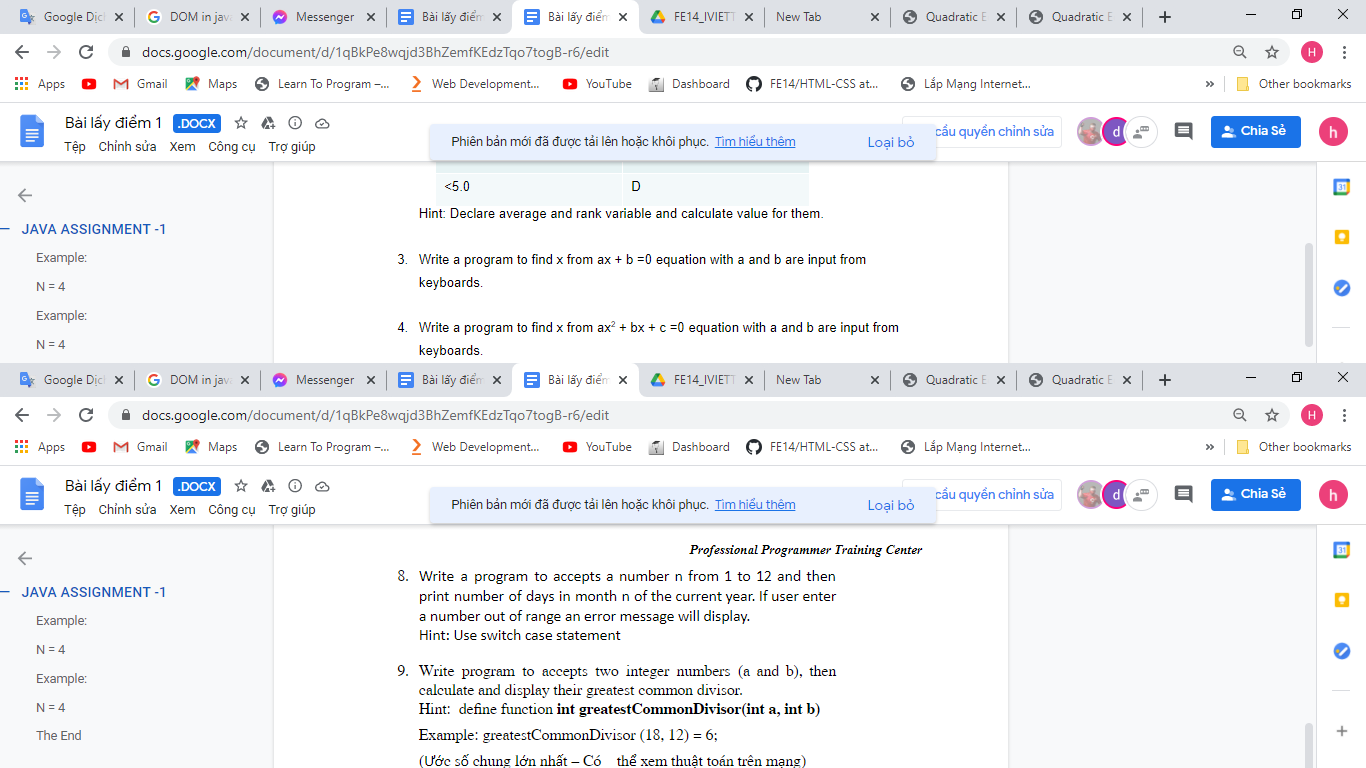 Google Dịch
DOM in java
Messenger
Bài lấy điểm
Bài lấy điểm
FE14_IVIETT
New Tab
Quadratic E
Quadratic E
docs.google.com/document/d/1qBkPe8wqjd3BhZemfKEdzTqo7togB-r6/edit
H
Apps
Gmail
Maps
Learn To Program –...
Web Development...
YouTube
Dashboard
FE14/HTML-CSS at...
Lắp Mạng Internet...
»
Other bookmarks
Bài lấy điểm 1 .DOCX
Tệp Chỉnh sửa Xem Công cụ Trợ giúp
Phiên bản mới đã được tải lên hoặc khôi phục. Tìm hiểu thêm Loại bỏ
cầu quyền chỉnh sửa
d
Chia Sẻ
h
31
JAVA ASSIGNMENT -1
Example:
N = 4
Example:
N = 4
<5.0 D
Hint: Declare average and rank variable and calculate value for them.
3. Write a program to find x from ax + b =0 equation with a and b are input from
keyboards.
4. Write a program to find x from ax² + bx + c =0 equation with a and b are input from
keyboards.
Google Dịch
DOM in java
Messenger
Bài lấy điểm
Bài lấy điểm
FE14_IVIETT
New Tab
Quadratic E
Quadratic E
docs.google.com/document/d/1qBkPe8wqjd3BhZemfKEdzTqo7togB-r6/edit
H
Apps
Gmail
Maps
Learn To Program –...
Web Development...
YouTube
Dashboard
FE14/HTML-CSS at...
Lắp Mạng Internet...
»
Other bookmarks
Bài lấy điểm 1 .DOCX
Tệp Chỉnh sửa Xem Công cụ Trợ giúp
Phiên bản mới đã được tải lên hoặc khôi phục. Tìm hiểu thêm Loại bỏ
cầu quyền chỉnh sửa
d
Chia Sẻ
h
31
JAVA ASSIGNMENT -1
Example:
N = 4
Example:
N = 4
The End
Professional Programmer Training Center
8. Write a program to accepts a number n from 1 to 12 and then
print number of days in month n of the current year. If user enter
a number out of range an error message will display.
Hint: Use switch case statement
9. Write program to accepts two integer numbers (a and b), then
calculate and display their greatest common divisor.
Hint: define function int greatestCommonDivisor(int a, int b)
Example: greatestCommonDivisor (18, 12) = 6;
(Ước số chung lớn nhất – Có thể xem thuật toán trên mạng)